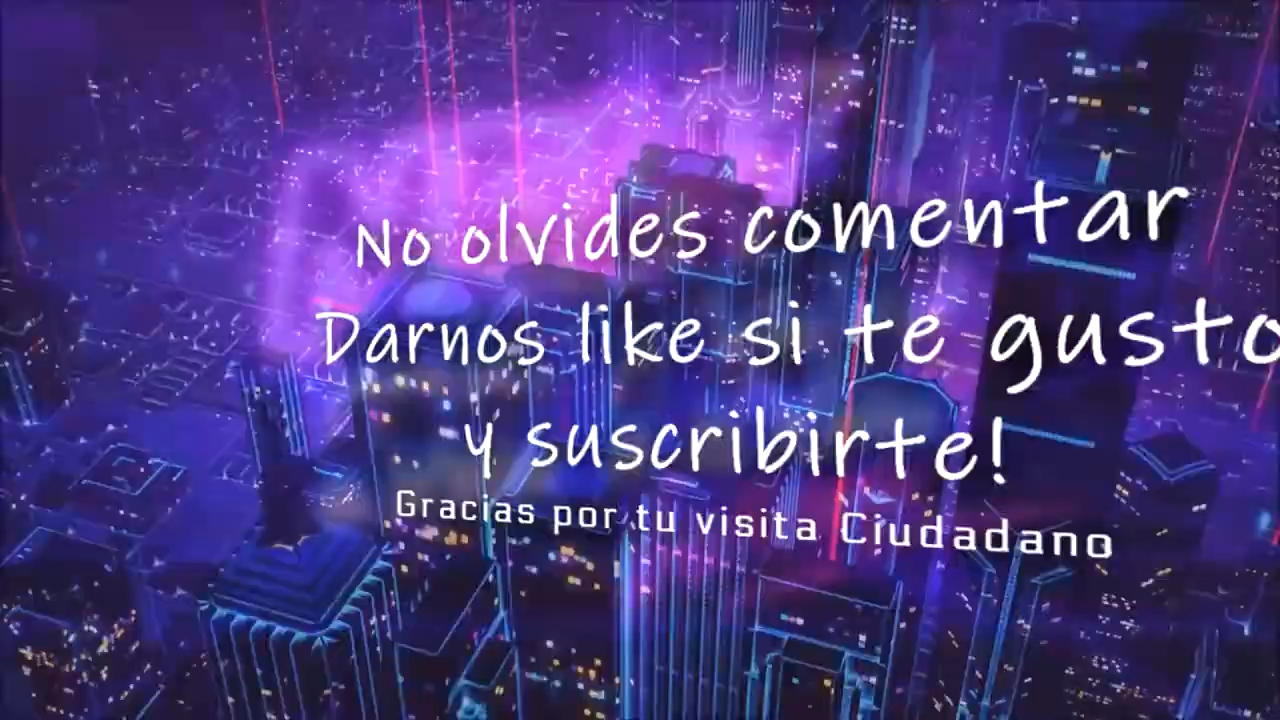 No olvides comentar
Darnos like si te gusto
y suscribirte!
Gracias por tu visita Ciudadano